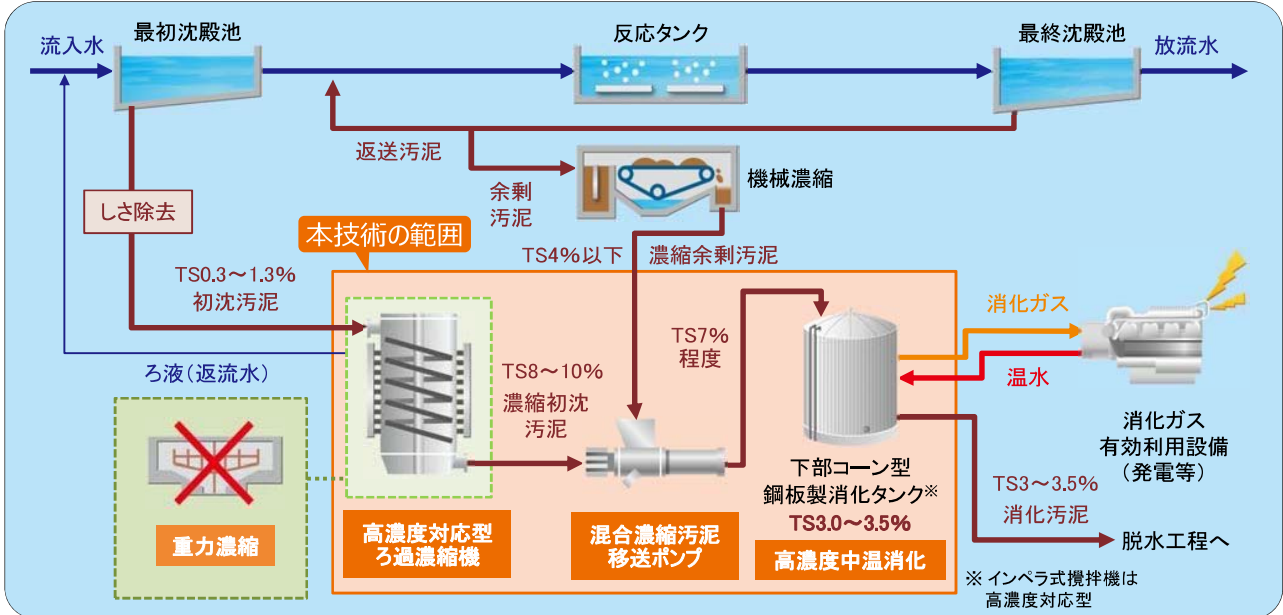 流入水
最初沈殿池
反応タンク
最終沈殿池
放流水
返送汚泥
余剰
汚泥
機械濃縮
しさ除去
本技術の範囲
TS4%以下
濃縮余剰汚泥
TS0.3～1.3%
初沈汚泥
ろ液(返流水)
TS8～10%
濃縮初沈
汚泥
TS7%
程度
消化ガス
温水
消化ガス
有効利用設備
(発電等)
下部コーン型
鋼板製消化タンク※
TS3.0～3.5%
TS3～3.5%
消化汚泥
脱水工程へ
重力濃縮
高濃度対応型
ろ過濃縮機
混合濃縮汚泥
移送ポンプ
高濃度中温消化
※ インペラ式攪拌機は
高濃度対応型